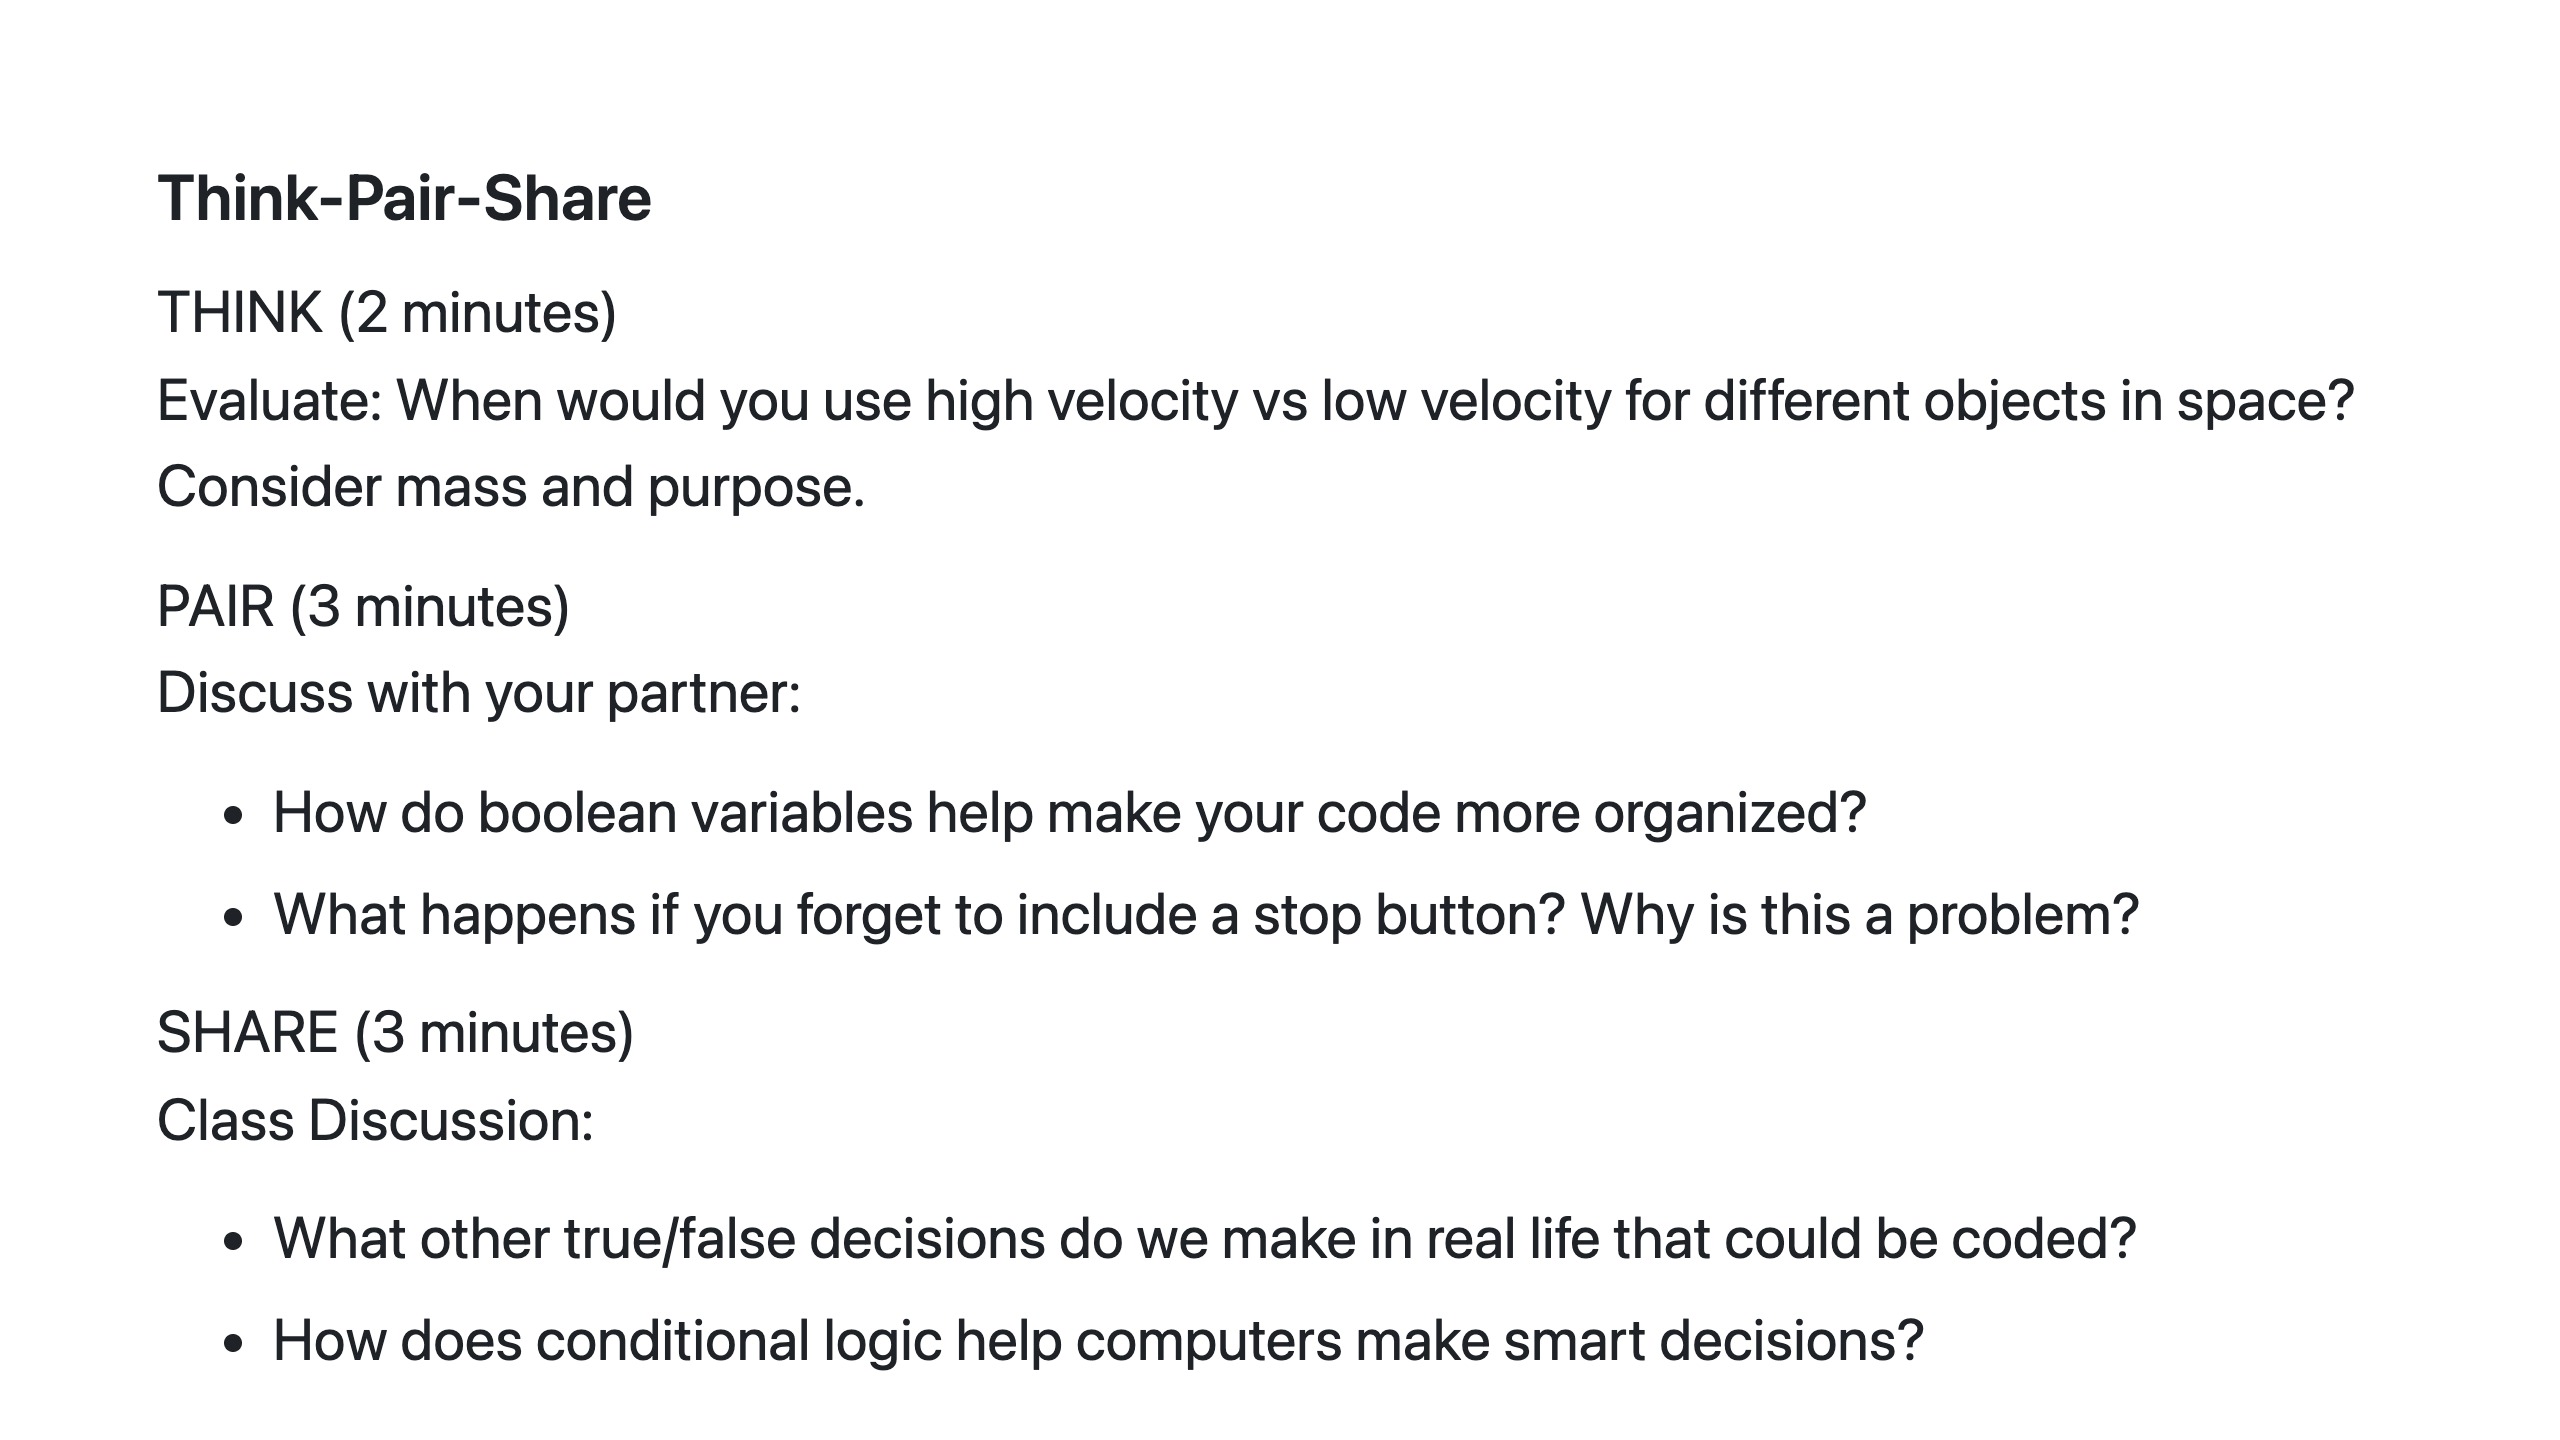 Think-Pair-Share
THINK (2 minutes)
Evaluate: When would you use high velocity vs low velocity for different objects in space?
Consider mass and purpose.
PAIR (3 minutes)
Discuss with your partner:
• How do boolean variables help make your code more organized?
• What happens if you forget to include a stop button? Why is this a problem?
SHARE (3 minutes)
Class Discussion:
• What other true/false decisions do we make in real life that could be coded?
• How does conditional logic help computers make smart decisions?